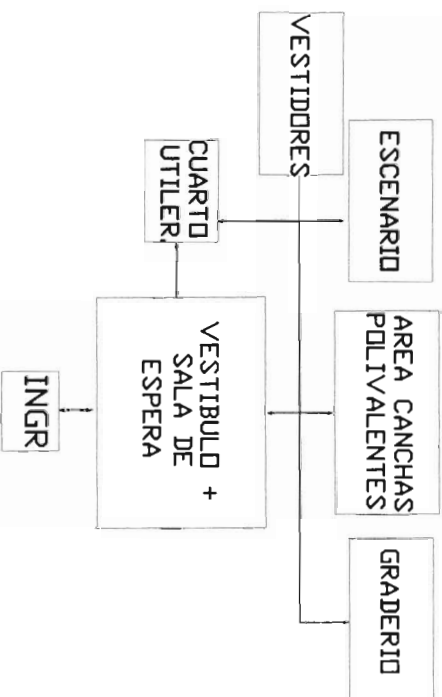 ESCENARIO
AREA CANCHAS
POLIVALENTES
GRADERIO
VESTIDORES
CUARTO
UTILER.
VESTIBULO +
SALA DE
ESPERA
INGR